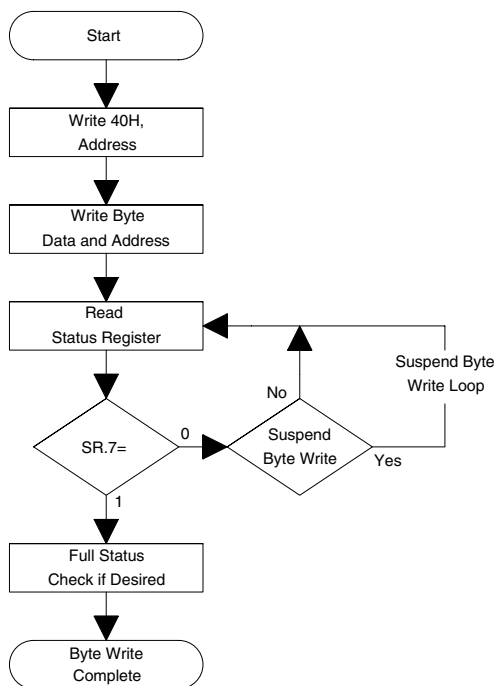 Start
Write 40H,
Address
Write Byte
Data and Address
Read
Status Register
Suspend Byte
Write Loop
No
SR.7=
0
Suspend
Byte Write
Yes
1
Full Status
Check if Desired
Byte Write
Complete